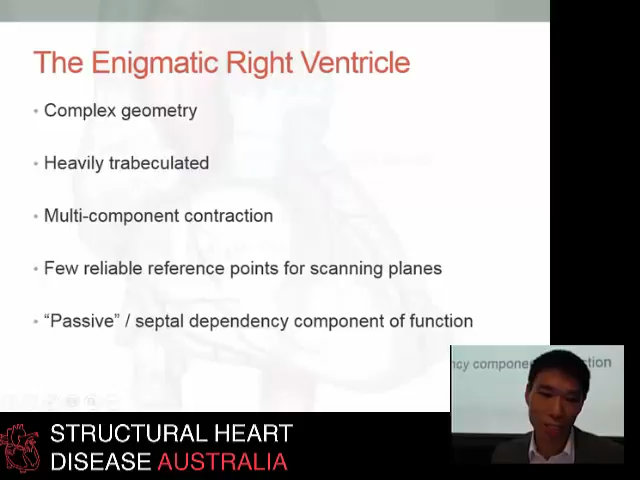 The Enigmatic Right Ventricle
• Complex geometry
• Heavily trabeculated
• Multi-component contraction
• Few reliable reference points for scanning planes
• “Passive” / septal dependency component of function
ncy compone
ction
STRUCTURAL HEART
DISEASE AUSTRALIA